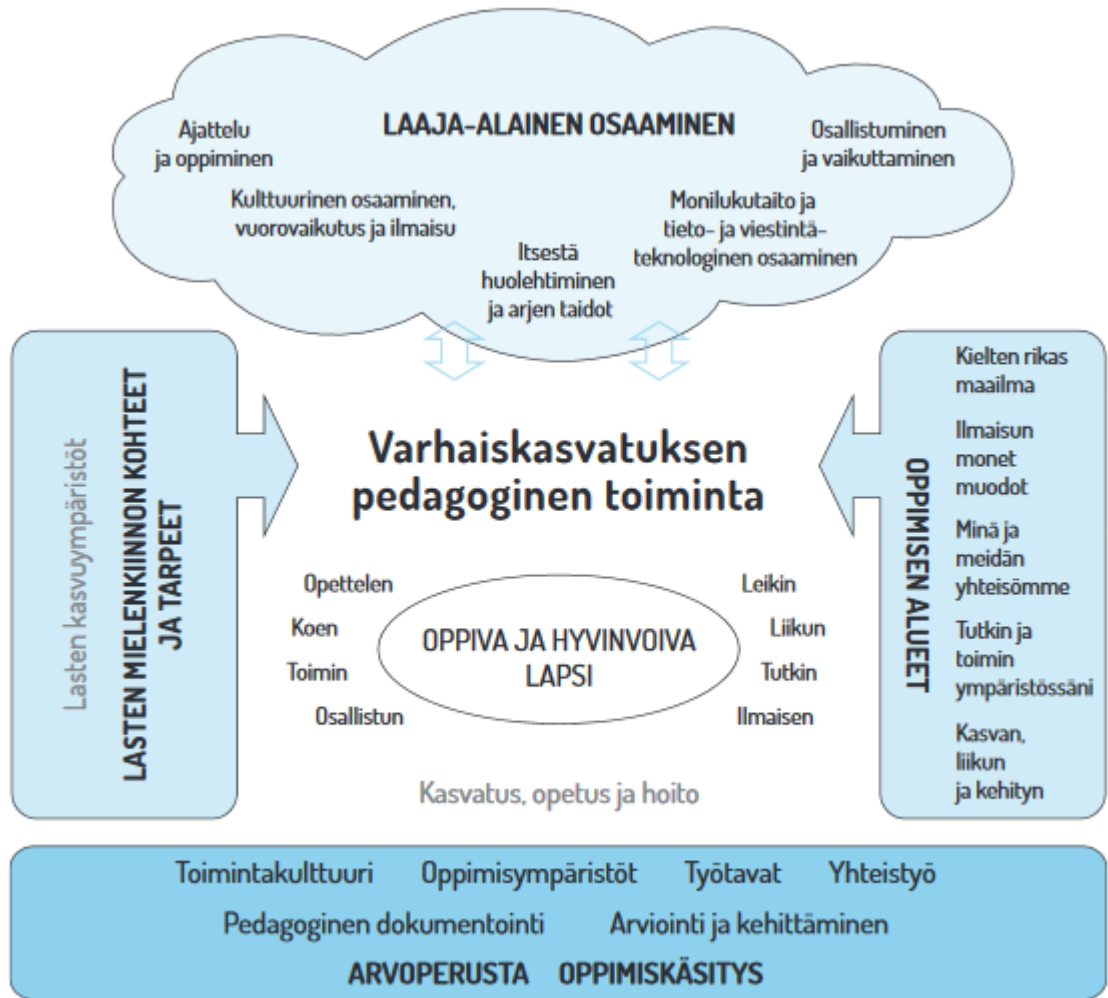 LAAJA-ALAINEN OSAAMINEN
Ajattelu
ja oppiminen
Kulttuurinen osaaminen,
vuorovaikutus ja ilmaisu
Itsestä
huolehtiminen
ja arjen taidot
Monilukutaito ja
tieto- ja viestintä-
teknologinen osaaminen
Osallistuminen
ja vaikuttaminen
Lasten kasvuympäristöt
LASTEN MIELENKIINNON KOHTEET
JA TARPEET
Varhaiskasvatuksen
pedagoginen toiminta
Opettelen
Koen
Toimin
Osallistun
OPPIVA JA HYVINVOIVA
LAPSI
Leikin
Liikun
Tutkin
Ilmaisen
Kasvatus, opetus ja hoito
OPPIMISEN ALUEET
Kielten rikas
maailma
Ilmaisun
monet
muodot
Minä ja
meidän
yhteisömme
Tutkin ja
toimin
ympäristössäni
Kasvan,
liikun
ja kehityn
Toimintakulttuuri Oppimisympäristöt Työtavat Yhteistyö
Pedagoginen dokumentointi Arviointi ja kehittäminen
ARVOPERUSTA OPPIMISKÄSITYS